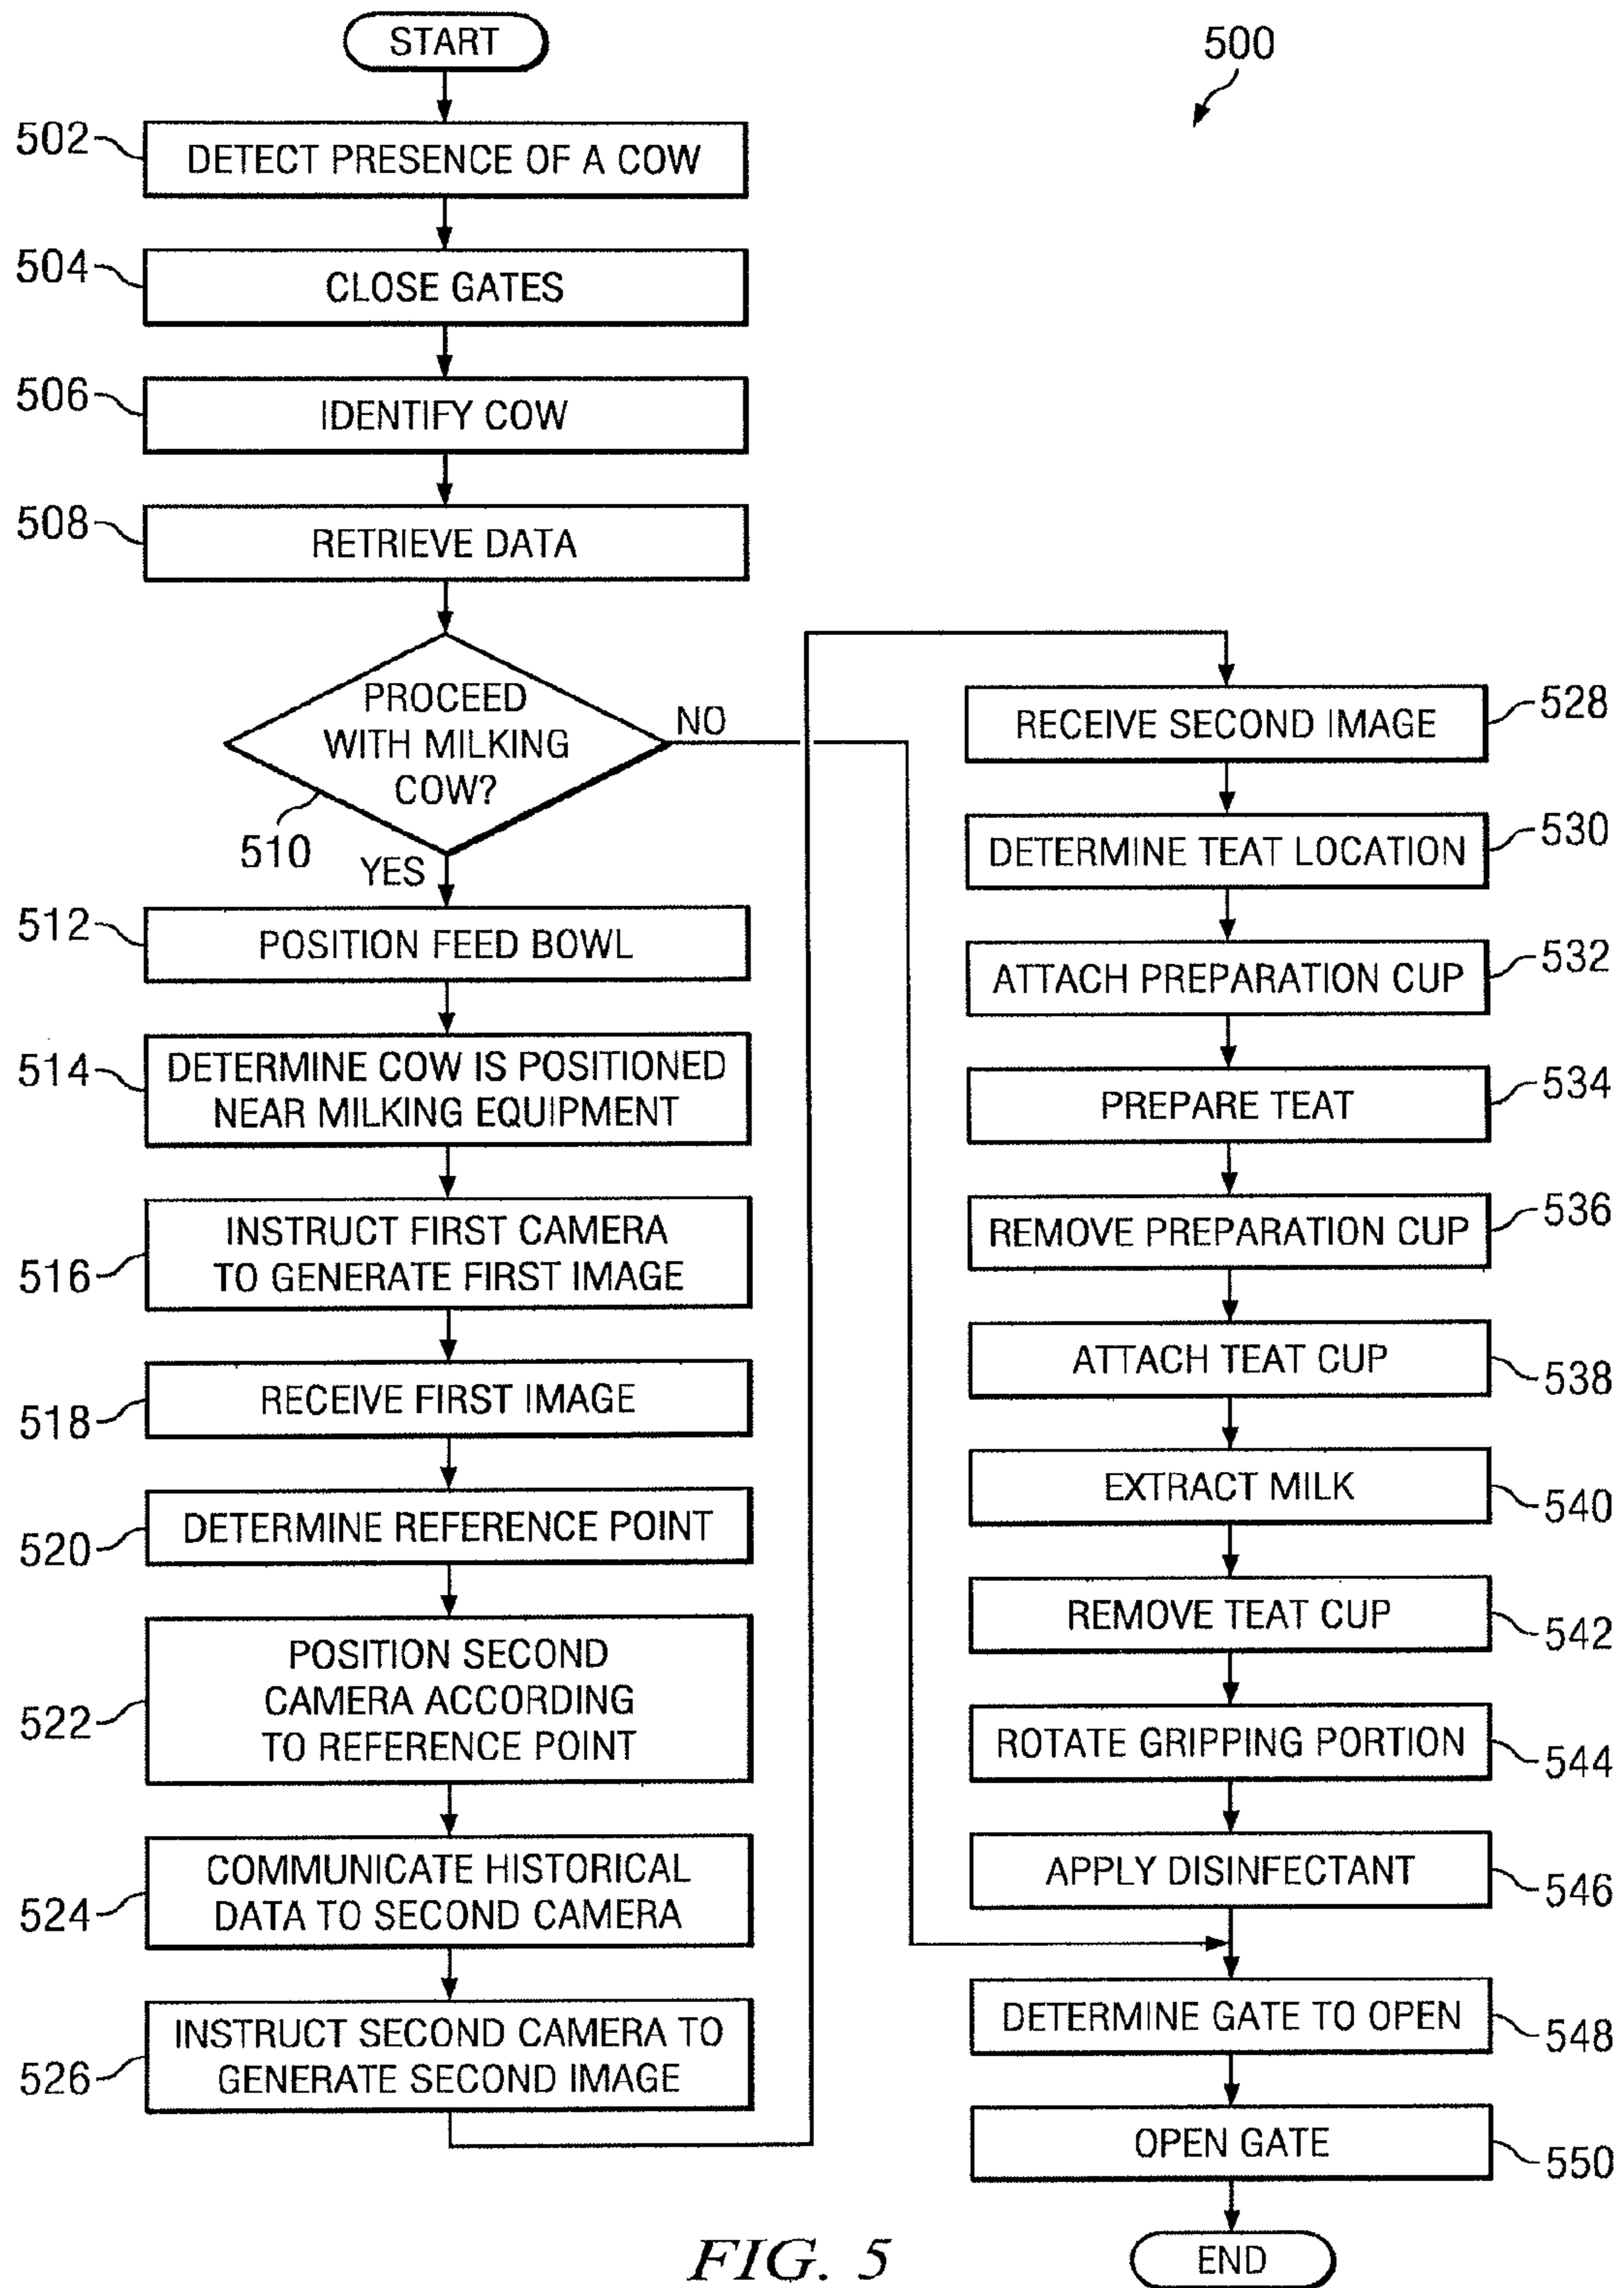 START
500
502
DETECT PRESENCE OF A COW
504
CLOSE GATES
506
IDENTIFY COW
508
RETRIEVE DATA
PROCEED
WITH MILKING
COW?
NO
510
YES
512
POSITION FEED BOWL
514
DETERMINE COW IS POSITIONED
NEAR MILKING EQUIPMENT
516
INSTRUCT FIRST CAMERA
TO GENERATE FIRST IMAGE
518
RECEIVE FIRST IMAGE
520
DETERMINE REFERENCE POINT
522
POSITION SECOND
CAMERA ACCORDING
TO REFERENCE POINT
524
COMMUNICATE HISTORICAL
DATA TO SECOND CAMERA
526
INSTRUCT SECOND CAMERA TO
GENERATE SECOND IMAGE
RECEIVE SECOND IMAGE
528
DETERMINE TEAT LOCATION
530
ATTACH PREPARATION CUP
532
PREPARE TEAT
534
REMOVE PREPARATION CUP
536
ATTACH TEAT CUP
538
EXTRACT MILK
540
REMOVE TEAT CUP
542
ROTATE GRIPPING PORTION
544
APPLY DISINFECTANT
546
DETERMINE GATE TO OPEN
548
OPEN GATE
550
END
FIG. 5